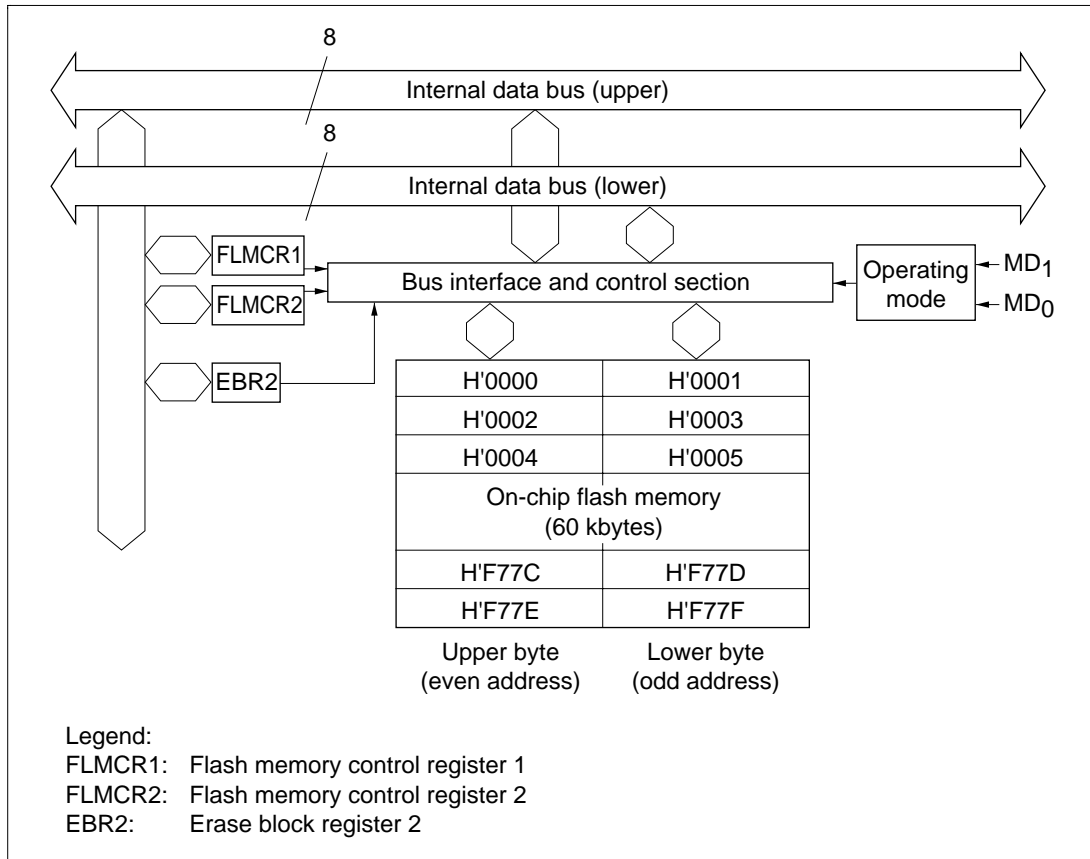 8
Internal data bus (upper)
8
Internal data bus (lower)
FLMCR1
FLMCR2
EBR2
Bus interface and control section
Operating
mode
MD1
MD0
H'0000 H'0001
H'0002 H'0003
H'0004 H'0005
On-chip flash memory
(60 kbytes)
H'F77C H'F77D
H'F77E H'F77F
Upper byte
(even address)
Lower byte
(odd address)
Legend:
FLMCR1: Flash memory control register 1
FLMCR2: Flash memory control register 2
EBR2: Erase block register 2